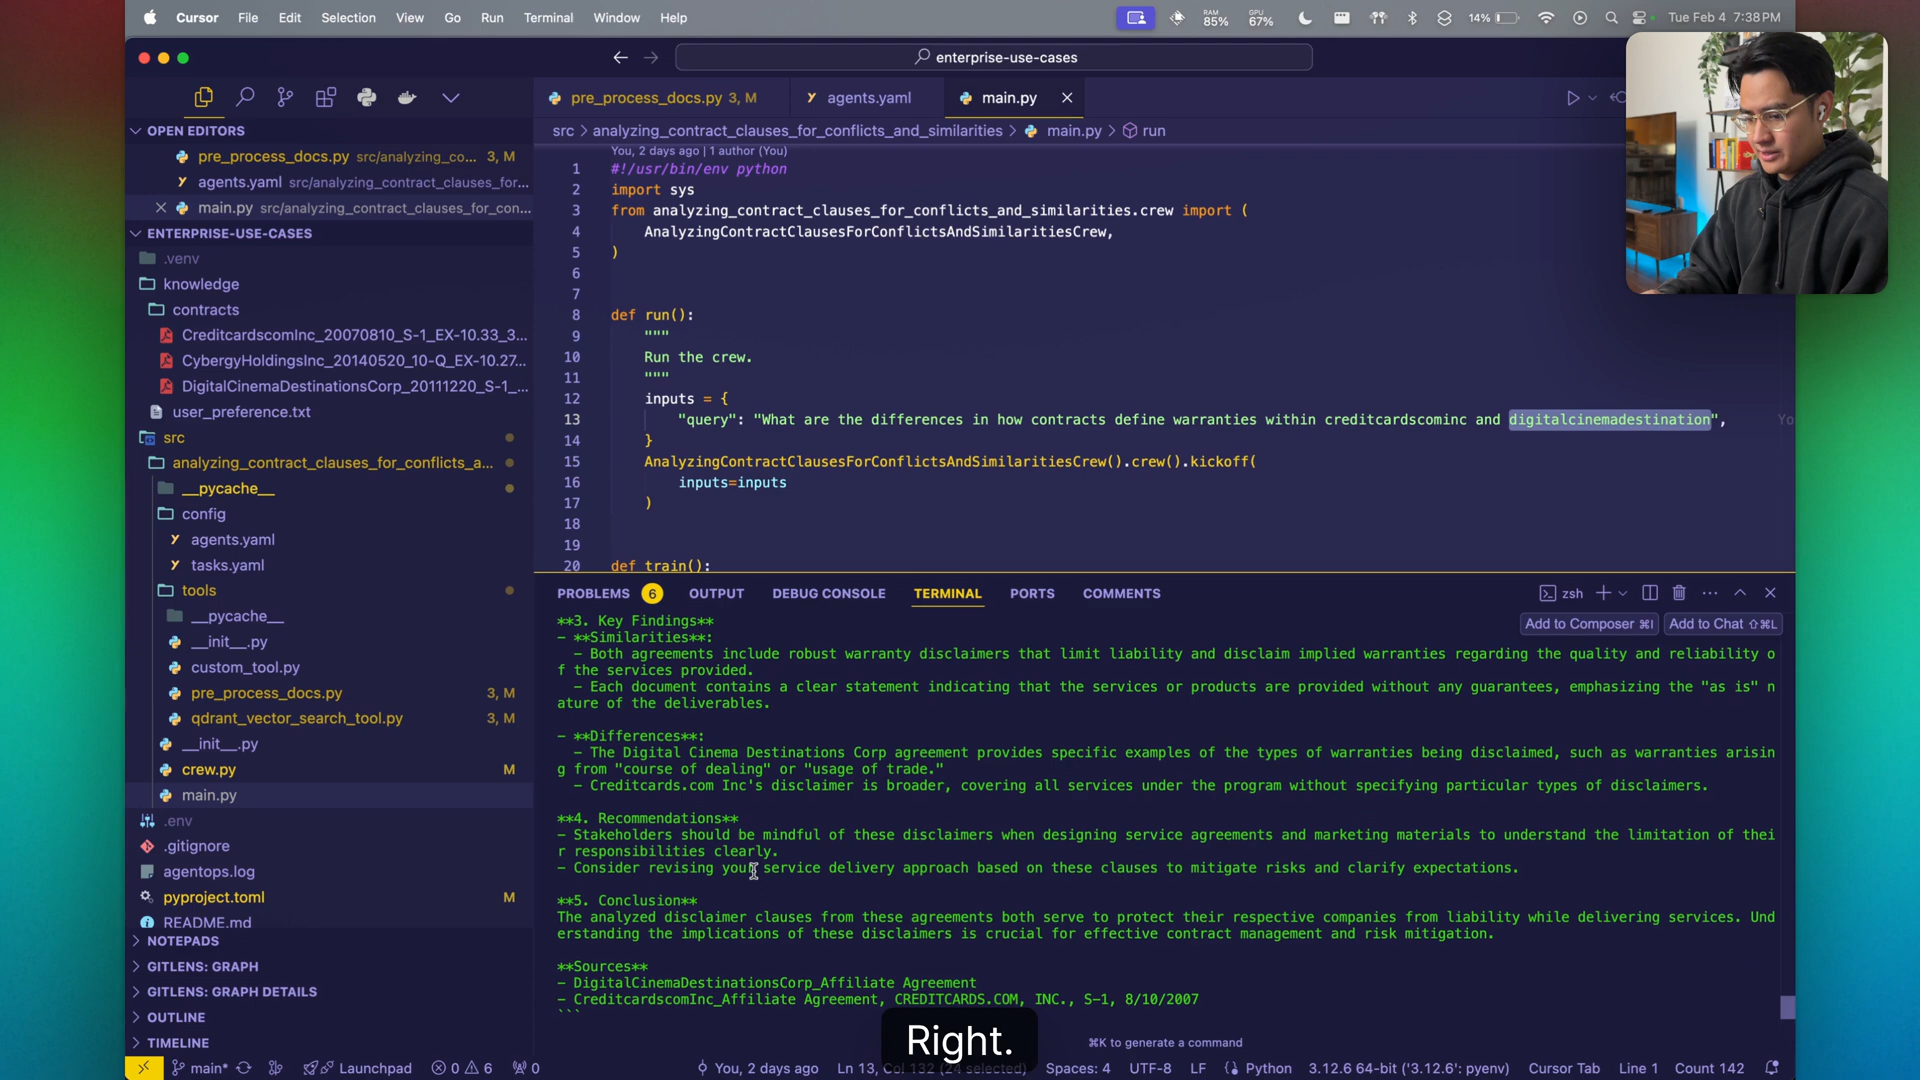 Cursor File Edit Selection View Go Run Terminal Window Help
RAM 85% GPU 67% 14% Tue Feb 4 7:38 PM
enterprise-use-cases
pre_process_docs.py 3, M agents.yaml main.py
OPEN EDITORS
pre_process_docs.py src/analyzing_co... 3, M
agents.yaml src/analyzing_contract_clauses_for...
main.py src/analyzing_contract_clauses_for_con...
ENTERPRISE-USE-CASES
.venv
knowledge
contracts
CreditcardscomInc_20070810_S-1_EX-10.33_3...
CybergyHoldingsInc_20140520_10-Q_EX-10.27...
DigitalCinemaDestinationsCorp_20111220_S-1_...
user_preference.txt
src
analyzing_contract_clauses_for_conflicts_a...
__pycache__
config
agents.yaml
tasks.yaml
tools
__pycache__
__init__.py
custom_tool.py
pre_process_docs.py 3, M
qdrant_vector_search_tool.py 3, M
__init__.py
crew.py M
main.py
.env
.gitignore
agentops.log
pyproject.toml M
README.md
NOTEPADS
GITLENS: GRAPH
GITLENS: GRAPH DETAILS
OUTLINE
TIMELINE
src > analyzing_contract_clauses_for_conflicts_and_similarities > main.py > run
You, 2 days ago | 1 author (You)
1 #!/usr/bin/env python
2 import sys
3 from analyzing_contract_clauses_for_conflicts_and_similarities.crew import (
4 AnalyzingContractClausesForConflictsAndSimilaritiesCrew,
5 )
6
7
8 def run():
9 """
10 Run the crew.
11 """
12 inputs = {
13 "query": "What are the differences in how contracts define warranties within creditcardscominc and digitalcinemadestination", Yo
14 }
15 AnalyzingContractClausesForConflictsAndSimilaritiesCrew().crew().kickoff(
16 inputs=inputs
17 )
18
19
20 def train():
PROBLEMS 6 OUTPUT DEBUG CONSOLE TERMINAL PORTS COMMENTS zsh
Add to Composer ⌘I Add to Chat ⇧⌘L
**3. Key Findings**
- **Similarities**:
- Both agreements include robust warranty disclaimers that limit liability and disclaim implied warranties regarding the quality and reliability o
f the services provided.
- Each document contains a clear statement indicating that the services or products are provided without any guarantees, emphasizing the "as is" n
ature of the deliverables.
- **Differences**:
- The Digital Cinema Destinations Corp agreement provides specific examples of the types of warranties being disclaimed, such as warranties arisin
g from "course of dealing" or "usage of trade."
- Creditcards.com Inc's disclaimer is broader, covering all services under the program without specifying particular types of disclaimers.
**4. Recommendations**
- Stakeholders should be mindful of these disclaimers when designing service agreements and marketing materials to understand the limitation of thei
r responsibilities clearly.
- Consider revising your service delivery approach based on these clauses to mitigate risks and clarify expectations.
**5. Conclusion**
The analyzed disclaimer clauses from these agreements both serve to protect their respective companies from liability while delivering services. Und
erstanding the implications of these disclaimers is crucial for effective contract management and risk mitigation.
**Sources**
- DigitalCinemaDestinationsCorp_Affiliate Agreement
- CreditcardscomInc_Affiliate Agreement, CREDITCARDS.COM, INC., S-1, 8/10/2007
```
Right.
⌘K to generate a command
main* Launchpad 0 6 0 You, 2 days ago Ln 13, Col 132 (24 selected) Spaces: 4 UTF-8 LF Python 3.12.6 64-bit ('3.12.6': pyenv) Cursor Tab Line 1 Count 142